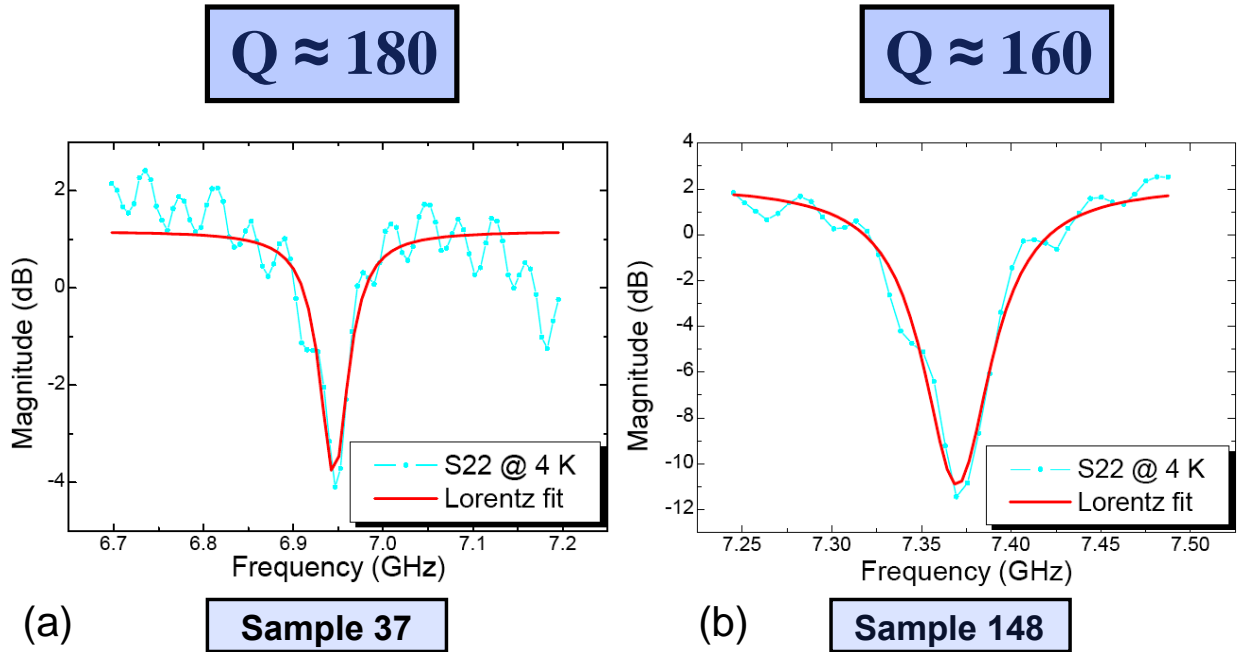 Q ≈ 180
Q ≈ 160
2
0
-2
-4
Magnitude (dB)
S22 @ 4 K
Lorentz fit
6.7 6.8 6.9 7.0 7.1 7.2
Frequency (GHz)
4
2
0
-2
-4
-6
-8
-10
-12
Magnitude (dB)
S22 @ 4 K
Lorentz fit
7.25 7.30 7.35 7.40 7.45 7.50
Frequency (GHz)
(a)
Sample 37
(b)
Sample 148